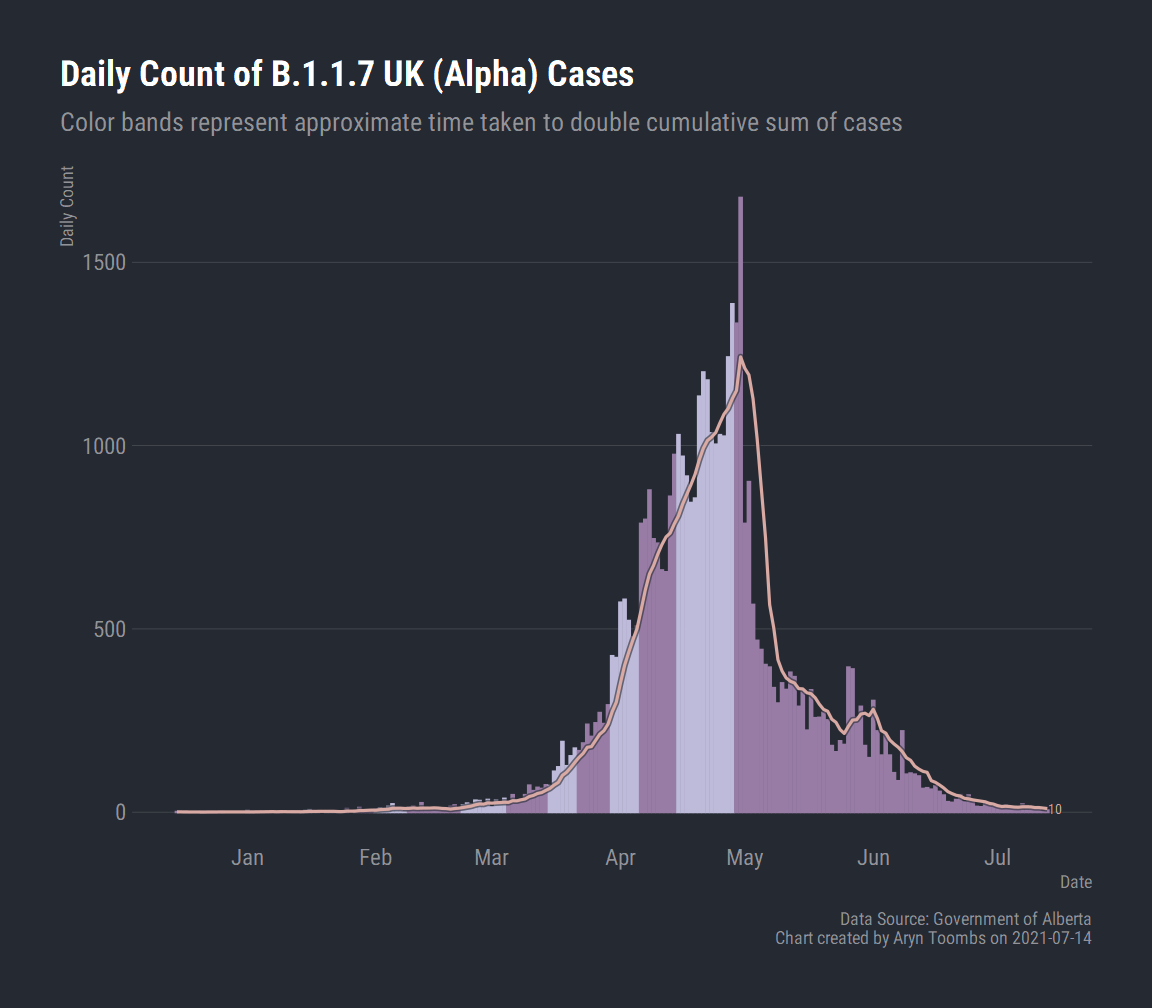 Daily Count of B.1.1.7 UK (Alpha) Cases
Color bands represent approximate time taken to double cumulative sum of cases
Daily Count
1500
1000
500
0
10
Jan Feb Mar Apr May Jun Jul
Date
Data Source: Government of Alberta
Chart created by Aryn Toombs on 2021-07-14